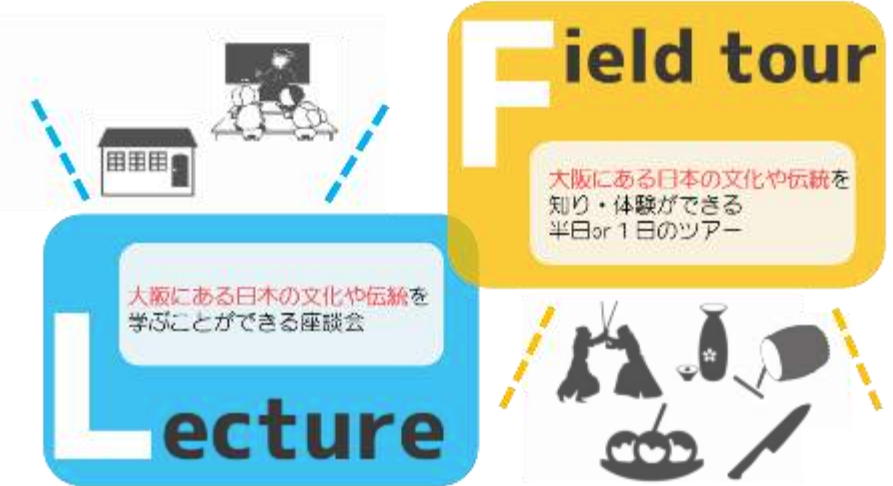 Field tour
大阪にある日本の文化や伝統を
知り・体験ができる
半日or１日のツアー
大阪にある日本の文化や伝統を
学ぶことができる座談会
Lecture